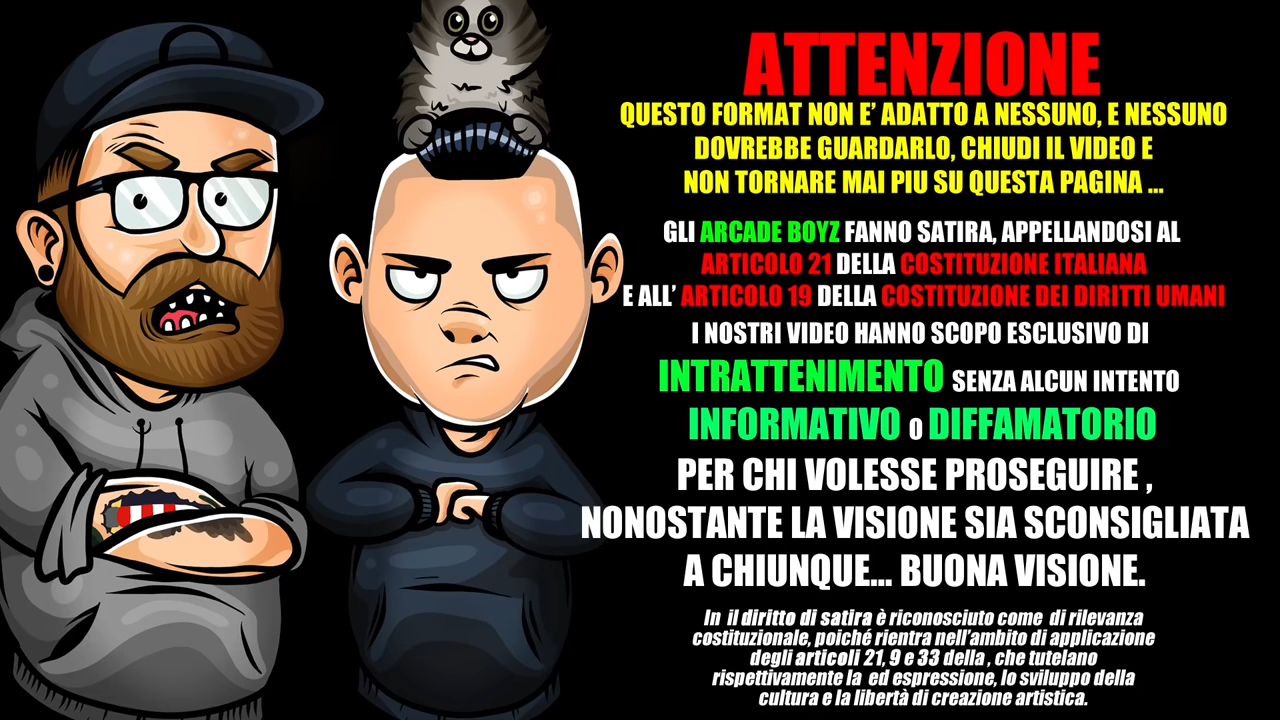 ATTENZIONE
QUESTO FORMAT NON E' ADATTO A NESSUNO, E NESSUNO
DOVREBBE GUARDARLO, CHIUDI IL VIDEO E
NON TORNARE MAI PIU SU QUESTA PAGINA ...
GLI ARCADE BOYZ FANNO SATIRA, APPELLANDOSI AL
ARTICOLO 21 DELLA COSTITUZIONE ITALIANA
E ALL' ARTICOLO 19 DELLA COSTITUZIONE DEI DIRITTI UMANI
I NOSTRI VIDEO HANNO SCOPO ESCLUSIVO DI
INTRATTENIMENTO SENZA ALCUN INTENTO
INFORMATIVO O DIFFAMATORIO
PER CHI VOLESSE PROSEGUIRE ,
NONOSTANTE LA VISIONE SIA SCONSIGLIATA
A CHIUNQUE... BUONA VISIONE.
In il diritto di satira è riconosciuto come di rilevanza
costituzionale, poiché rientra nell'ambito di applicazione
degli articoli 21, 9 e 33 della , che tutelano
rispettivamente la ed espressione, lo sviluppo della
cultura e la libertà di creazione artistica.